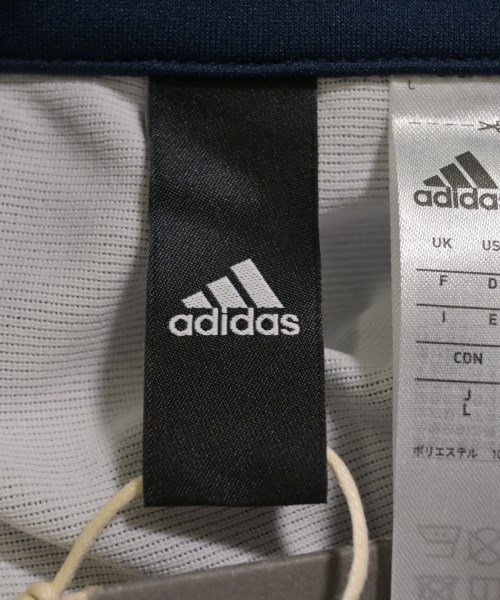 adidas
L
adidas
UK US
F D
I E
CON
J
L
ポリエステル